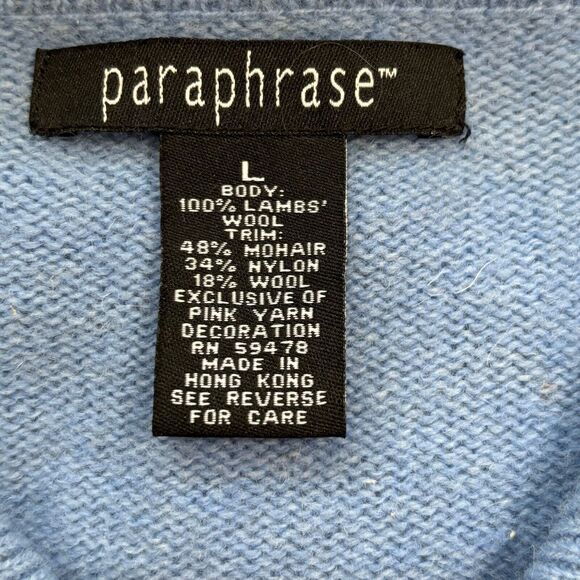 paraphrase™
L
BODY:
100% LAMBS'
WOOL
TRIM:
48% MOHAIR
34% NYLON
18% WOOL
EXCLUSIVE OF
PINK YARN
DECORATION
RN 59478
MADE IN
HONG KONG
SEE REVERSE
FOR CARE